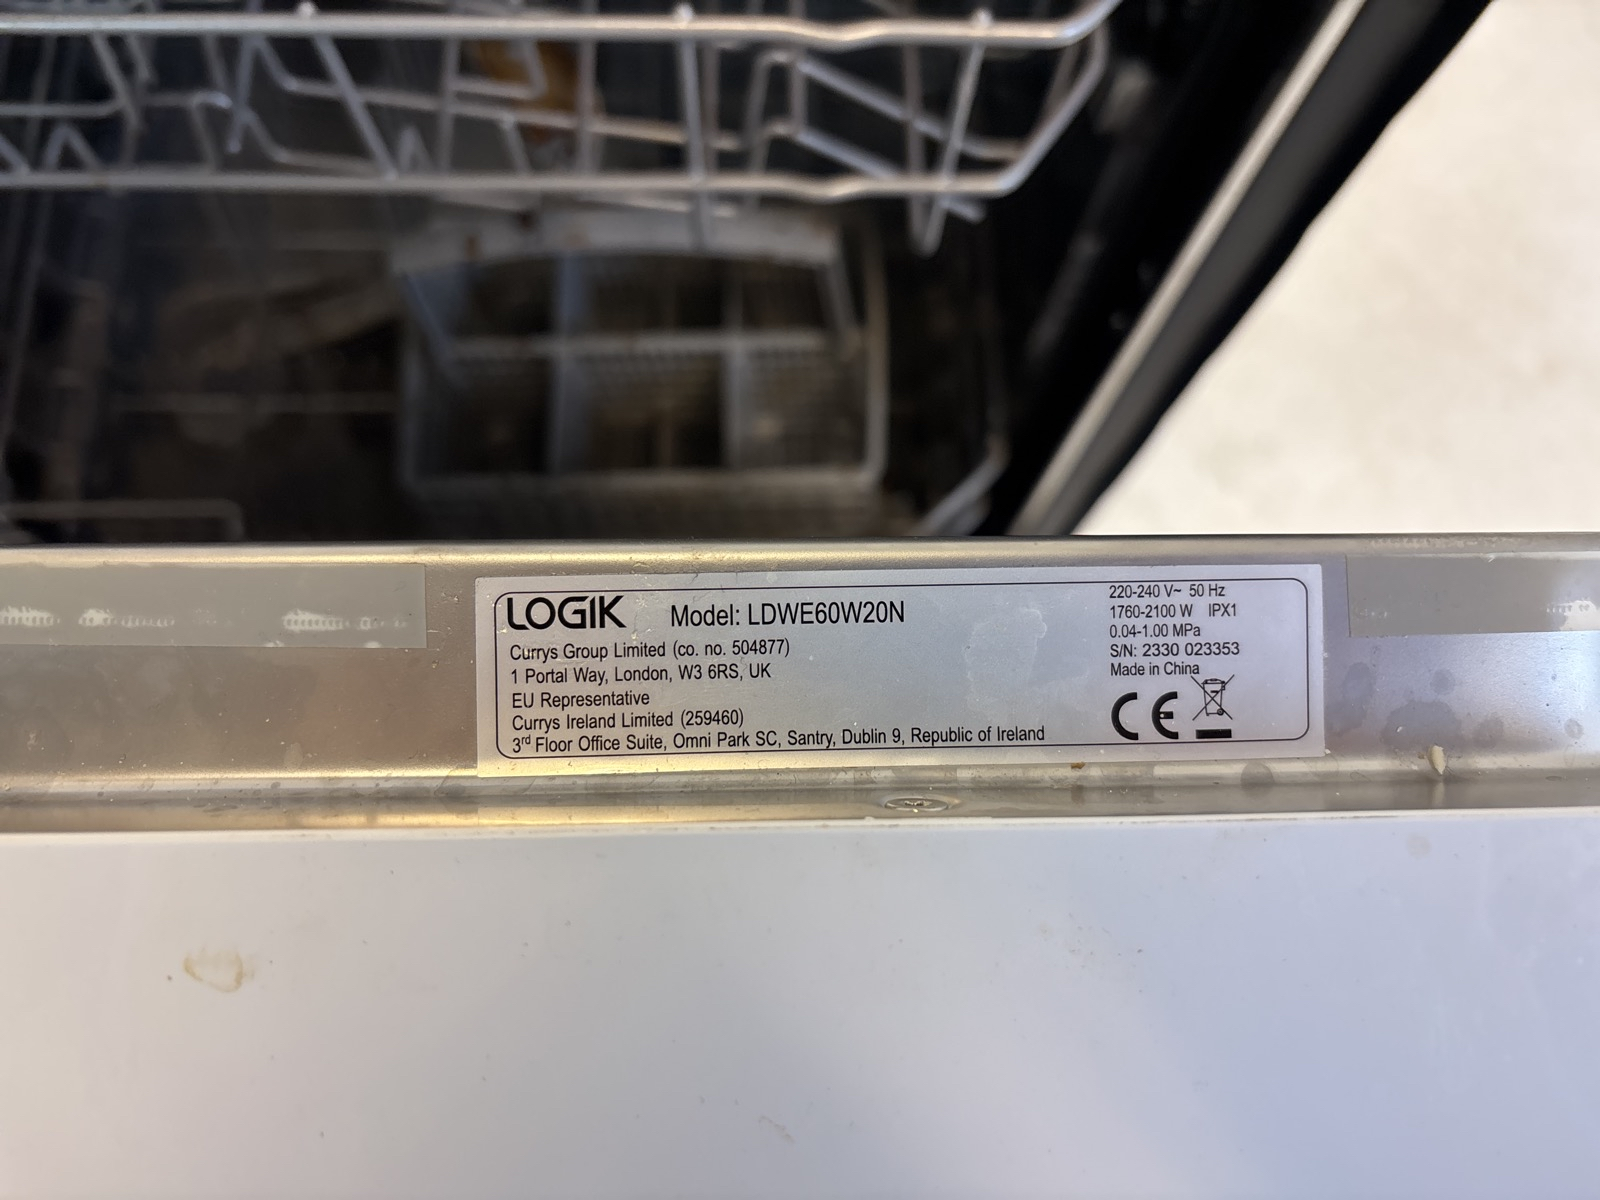 LOGIK
Model: LDWE60W20N
Currys Group Limited (co. no. 504877)
1 Portal Way, London, W3 6RS, UK
EU Representative
Currys Ireland Limited (259460)
3rd Floor Office Suite, Omni Park SC, Santry, Dublin 9, Republic of Ireland
220-240 V~ 50 Hz
1760-2100 W IPX1
0.04-1.00 MPa
S/N: 2330 023353
Made in China
CE